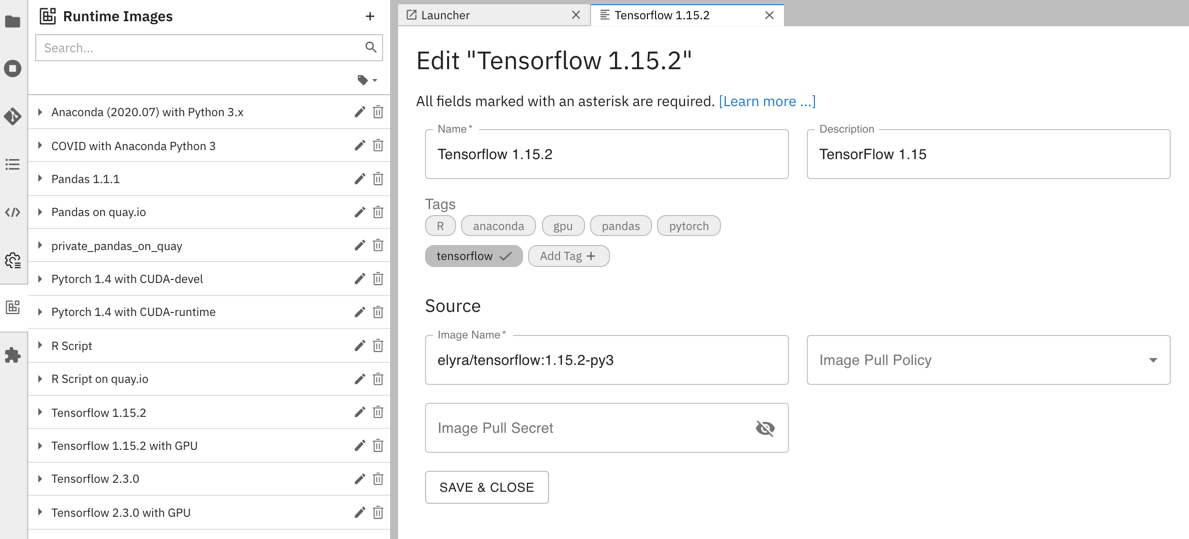 Runtime Images +
Search...
Anaconda (2020.07) with Python 3.x
COVID with Anaconda Python 3
Pandas 1.1.1
Pandas on quay.io
private_pandas_on_quay
Pytorch 1.4 with CUDA-devel
Pytorch 1.4 with CUDA-runtime
R Script
R Script on quay.io
Tensorflow 1.15.2
Tensorflow 1.15.2 with GPU
Tensorflow 2.3.0
Tensorflow 2.3.0 with GPU
Launcher
Tensorflow 1.15.2
Edit "Tensorflow 1.15.2"
All fields marked with an asterisk are required. [Learn more ...]
Name*
Tensorflow 1.15.2
Description
TensorFlow 1.15
Tags
R anaconda gpu pandas pytorch
tensorflow Add Tag +
Source
Image Name*
elyra/tensorflow:1.15.2-py3
Image Pull Policy
Image Pull Secret
SAVE & CLOSE